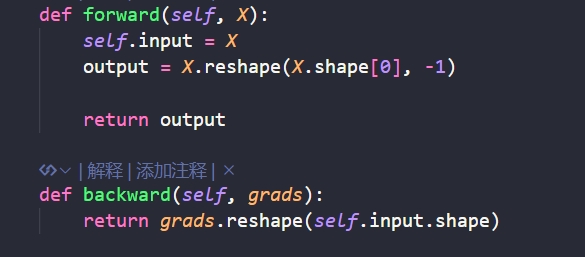 def forward(self, X):
    self.input = X
    output = X.reshape(X.shape[0], -1)
    return output
|解释|添加注释|×
def backward(self, grads):
    return grads.reshape(self.input.shape)